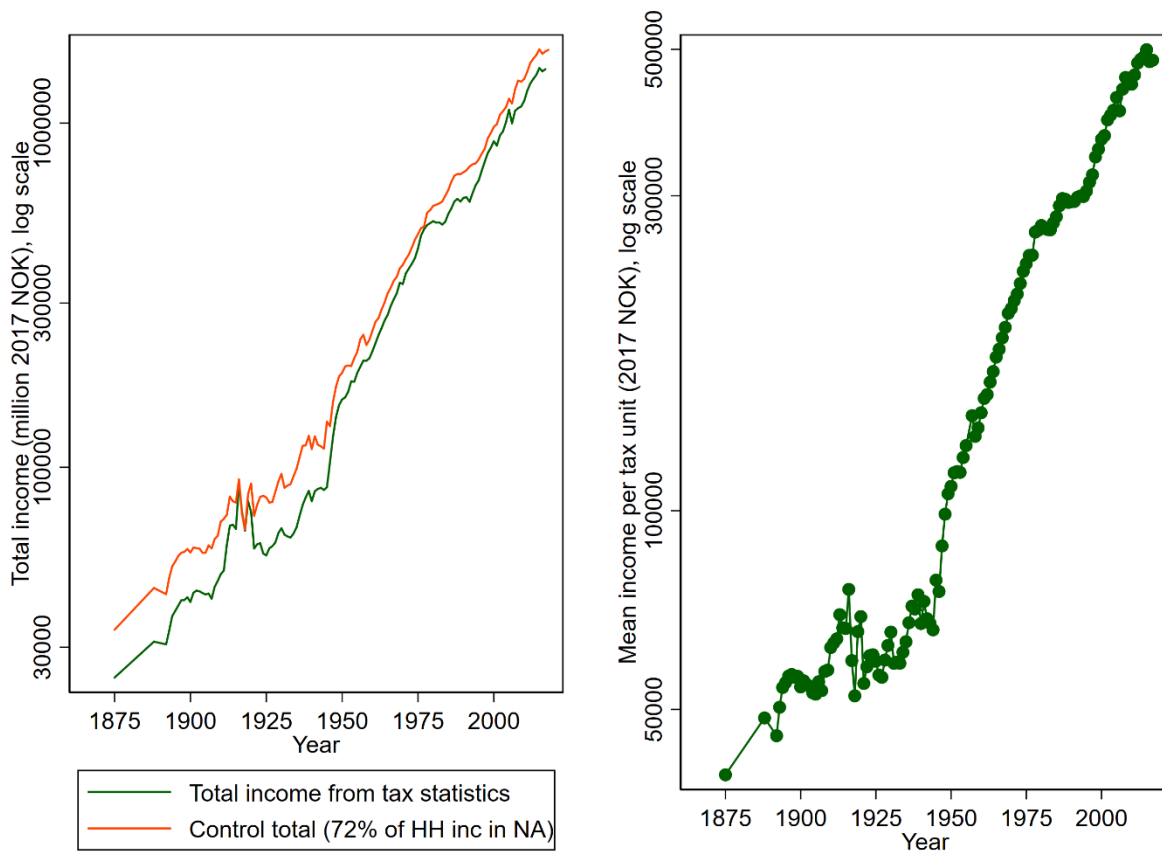 Total income (million 2017 NOK), log scale
1000000
300000
100000
30000
1875 1900 1925 1950 1975 2000
Year
Total income from tax statistics
Control total (72% of HH inc in NA)
Mean income per tax unit (2017 NOK), log scale
500000
300000
100000
50000
1875 1900 1925 1950 1975 2000
Year